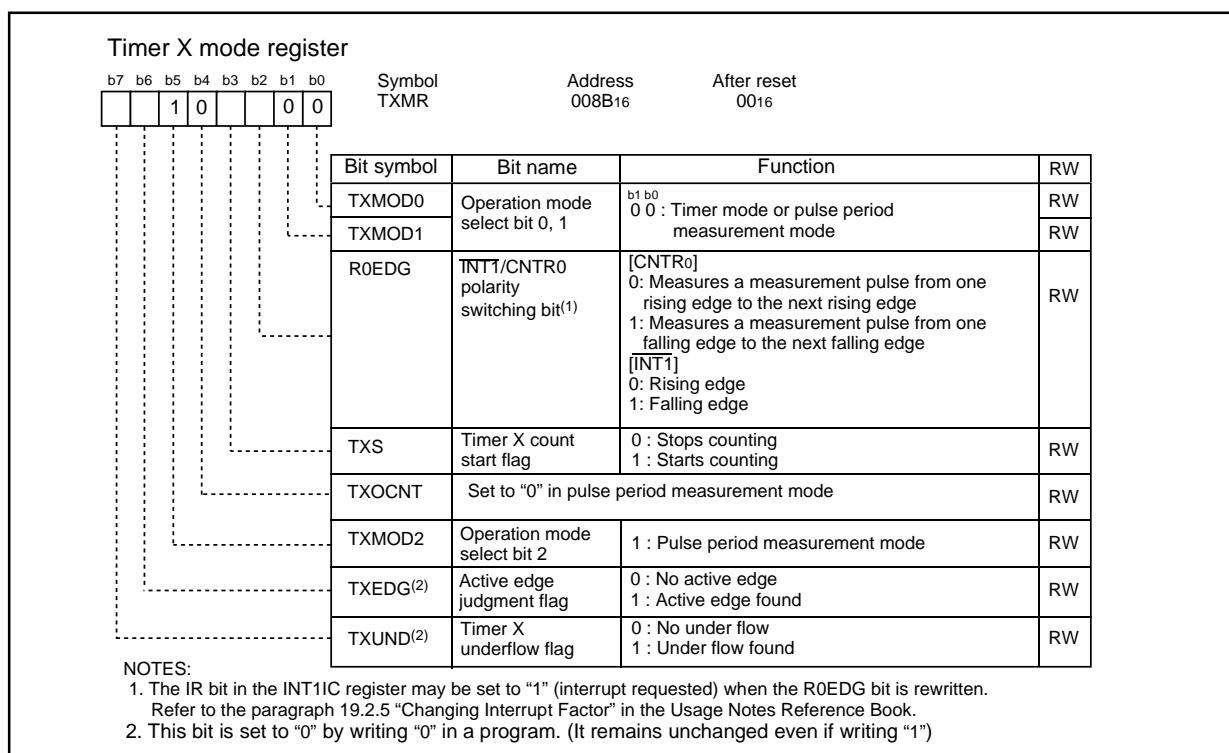 Timer X mode register
b7 b6 b5 b4 b3 b2 b1 b0 Symbol Address After reset
1 0 0 0 TXMR 008B16 0016
Bit symbol Bit name Function RW
TXMOD0 Operation mode b1 b0 RW
select bit 0, 1 0 0 : Timer mode or pulse period
TXMOD1 measurement mode RW
R0EDG INT1/CNTR0 [CNTR0] RW
polarity 0: Measures a measurement pulse from one
switching bit(1) rising edge to the next rising edge
1: Measures a measurement pulse from one
falling edge to the next falling edge
[INT1]
0: Rising edge
1: Falling edge
TXS Timer X count 0 : Stops counting RW
start flag 1 : Starts counting
TXOCNT Set to “0” in pulse period measurement mode RW
TXMOD2 Operation mode 1 : Pulse period measurement mode RW
select bit 2
TXEDG(2) Active edge 0 : No active edge RW
judgment flag 1 : Active edge found
TXUND(2) Timer X 0 : No under flow RW
underflow flag 1 : Under flow found
NOTES:
1. The IR bit in the INT1IC register may be set to “1” (interrupt requested) when the R0EDG bit is rewritten.
Refer to the paragraph 19.2.5 “Changing Interrupt Factor” in the Usage Notes Reference Book.
2. This bit is set to “0” by writing “0” in a program. (It remains unchanged even if writing “1”)